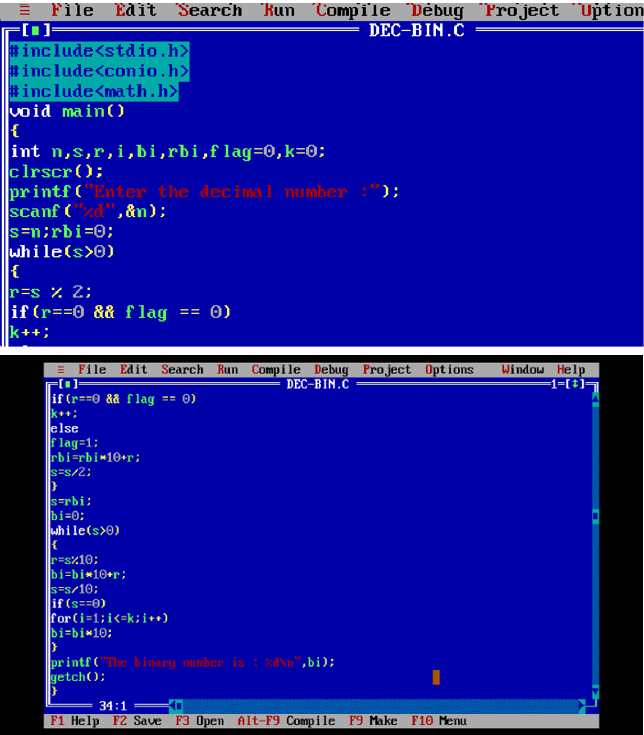 ≡ File Edit Search Run Compile Debug Project Option
[■] DEC-BIN.C
#include<stdio.h>
#include<conio.h>
#include<math.h>
void main()
{
int n,s,r,i,bi,rbi,flag=0,k=0;
clrscr();
printf("Enter the decimal number :");
scanf("%d",&n);
s=n;rbi=0;
while(s>0)
{
r=s % 2;
if(r==0 && flag == 0)
k++;
≡ File Edit Search Run Compile Debug Project Options Window Help
[■] DEC-BIN.C 1=[↕]
if(r==0 && flag == 0)
k++;
else
flag=1;
rbi=rbi*10+r;
s=s/2;
}
s=rbi;
bi=0;
while(s>0)
{
r=s%10;
bi=bi*10+r;
s=s/10;
if(s==0)
for(i=1;i<=k;i++)
bi=bi*10;
}
printf("The binary number is : %d\n",bi);
getch();
}
34:1
F1 Help F2 Save F3 Open Alt-F9 Compile F9 Make F10 Menu